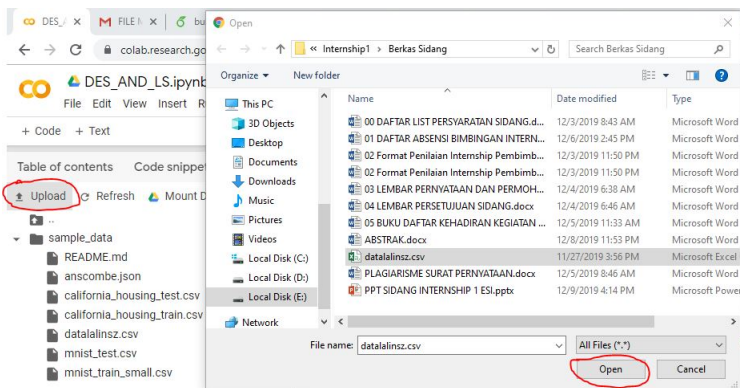 DES_/
FILE M
bu
colab.research.go
DES_AND_LS.ipynb
File Edit View Insert R
+ Code + Text
Table of contents Code snippet
Upload Refresh Mount D
..
sample_data
README.md
anscombe.json
california_housing_test.csv
california_housing_train.csv
datalalinsz.csv
mnist_test.csv
mnist_train_small.csv
Open
« Internship1 › Berkas Sidang
Search Berkas Sidang
Organize New folder
This PC
3D Objects
Desktop
Documents
Downloads
Music
Pictures
Videos
Local Disk (C:)
Local Disk (D:)
Local Disk (E:)
Network
Name Date modified Type
00 DAFTAR LIST PERSYARATAN SIDANG.d... 12/3/2019 8:43 AM Microsoft Word
01 DAFTAR ABSENSI BIMBINGAN INTERN... 12/6/2019 2:45 PM Microsoft Word
02 Format Penilaian Internship Pembimb... 12/3/2019 11:50 PM Microsoft Word
02 Format Penilaian Internship Pembimb... 12/3/2019 11:50 PM Microsoft Word
03 LEMBAR PERNYATAAN DAN PERMOH... 12/4/2019 6:38 AM Microsoft Word
04 LEMBAR PERSETUJUAN SIDANG.docx 12/4/2019 6:46 AM Microsoft Word
05 BUKU DAFTAR KEHADIRAN KEGIATAN ... 12/5/2019 11:33 AM Microsoft Word
ABSTRAK.docx 12/8/2019 11:53 PM Microsoft Word
datalalinsz.csv 11/27/2019 3:56 PM Microsoft Excel
PLAGIARISME SURAT PERNYATAAN.docx 12/5/2019 8:46 AM Microsoft Word
PPT SIDANG INTERNSHIP 1 ESI.pptx 12/9/2019 4:14 PM Microsoft Power
File name: datalalinsz.csv All Files (*.*)
Open Cancel